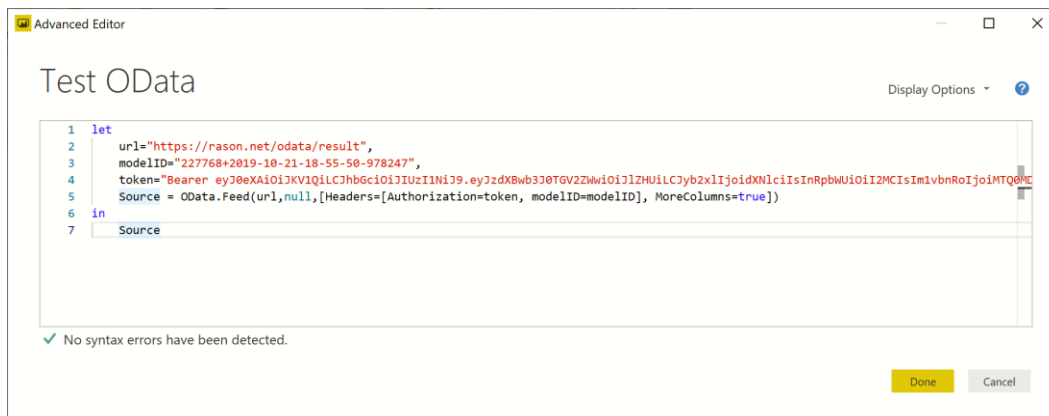 Advanced Editor
Test OData
Display Options
?
1 let
2 url="https://rason.net/odata/result",
3 modelID="227768+2019-10-21-18-55-50-978247",
4 token="Bearer eyJ0eXAiOiJKV1QiLCJhbGciOiJIUzI1NiJ9.eyJzdXBwb3J0TGV2ZWwiOiJlZHUiLCJyb2xlIjoidXNlciIsInRpbWUiOiI2MCIsIm1vbnRoIjoiMTQ0MD
5 Source = OData.Feed(url,null,[Headers=[Authorization=token, modelID=modelID], MoreColumns=true])
6 in
7 Source
No syntax errors have been detected.
Done Cancel